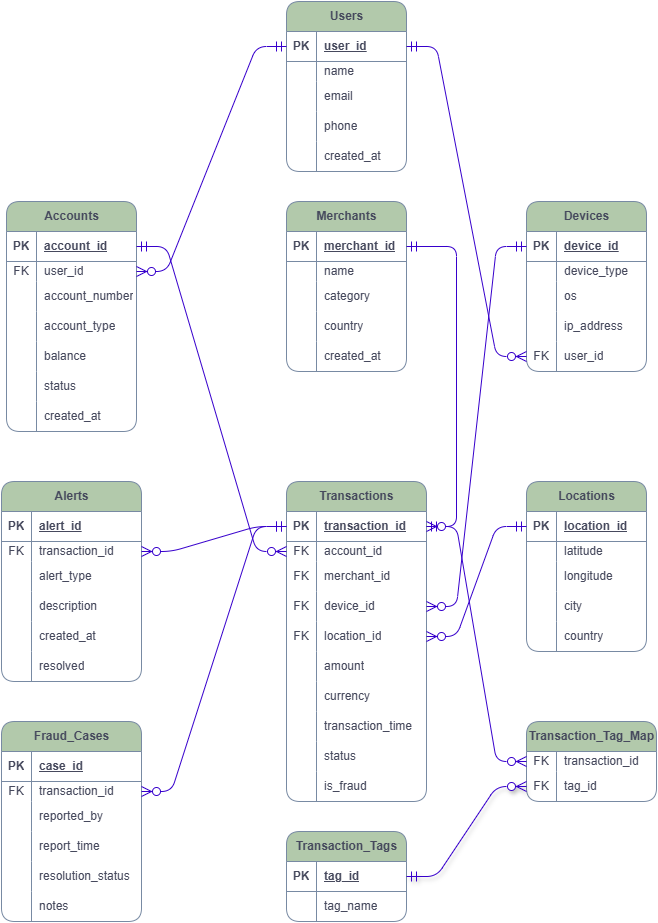 Users
PK user_id
name
email
phone
created_at
Accounts
PK account_id
FK user_id
account_number
account_type
balance
status
created_at
Merchants
PK merchant_id
name
category
country
created_at
Devices
PK device_id
device_type
os
ip_address
FK user_id
Alerts
PK alert_id
FK transaction_id
alert_type
description
created_at
resolved
Transactions
PK transaction_id
FK account_id
FK merchant_id
FK device_id
FK location_id
amount
currency
transaction_time
status
is_fraud
Locations
PK location_id
latitude
longitude
city
country
Fraud_Cases
PK case_id
FK transaction_id
reported_by
report_time
resolution_status
notes
Transaction_Tag_Map
FK transaction_id
FK tag_id
Transaction_Tags
PK tag_id
tag_name